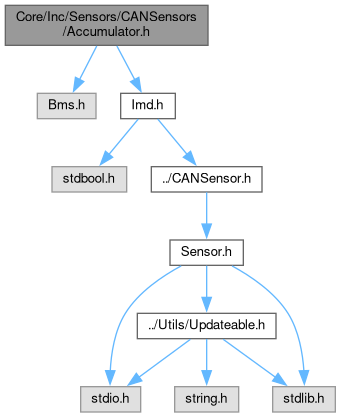 Core/Inc/Sensors/CANSensors
/Accumulator.h
Bms.h
Imd.h
stdbool.h
../CANSensor.h
Sensor.h
../Utils/Updateable.h
stdio.h
string.h
stdlib.h